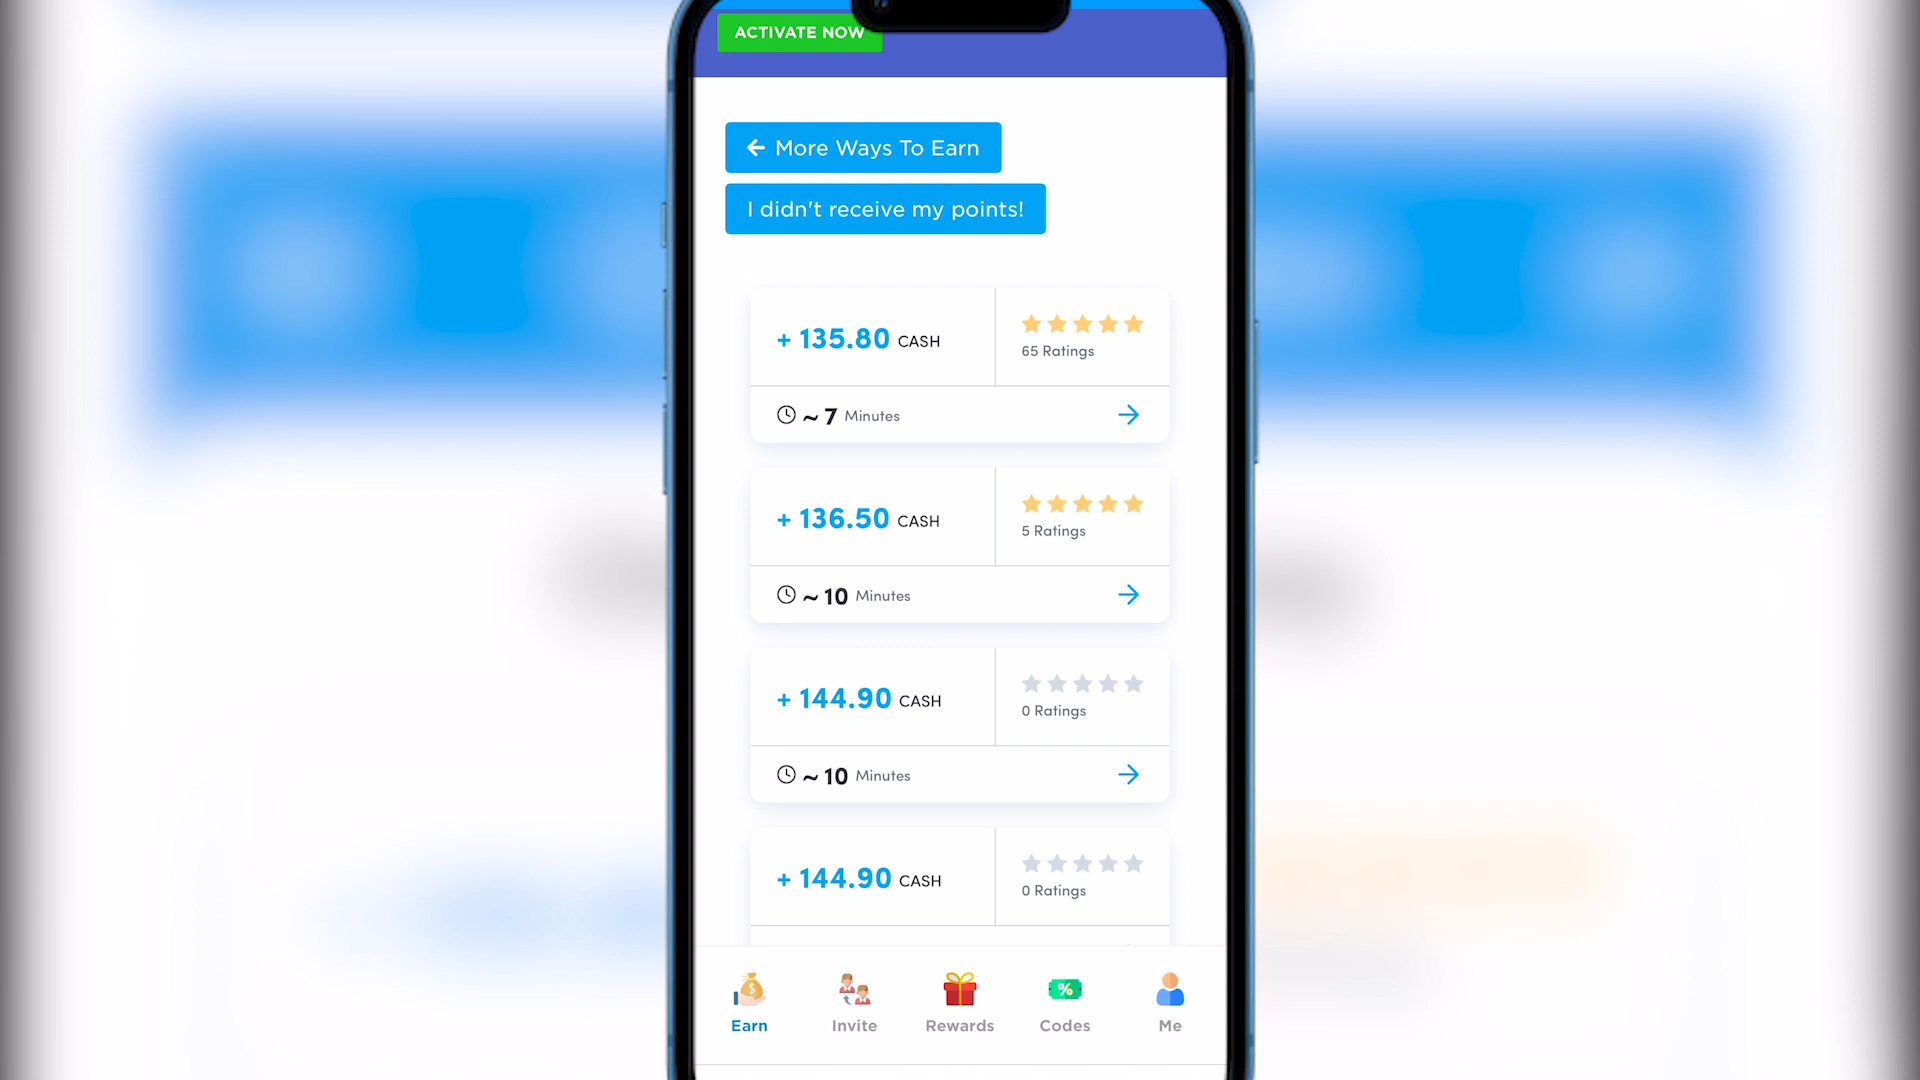 ACTIVATE NOW
More Ways To Earn
I didn't receive my points!
+ 135.80 CASH
65 Ratings
~ 7 Minutes
+ 136.50 CASH
5 Ratings
~ 10 Minutes
+ 144.90 CASH
0 Ratings
~ 10 Minutes
+ 144.90 CASH
0 Ratings
$
%
Earn
Invite
Rewards
Codes
Me